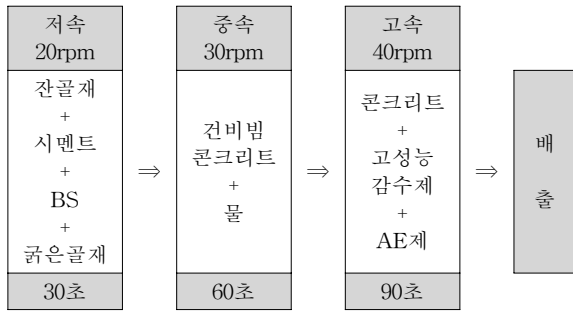 저속
20rpm
잔골재
+
시멘트
+
BS
+
굵은골재
30초
⇒
중속
30rpm
건비빔
콘크리트
+
물
60초
⇒
고속
40rpm
콘크리트
+
고성능
감수제
+
AE제
90초
⇒
배
출